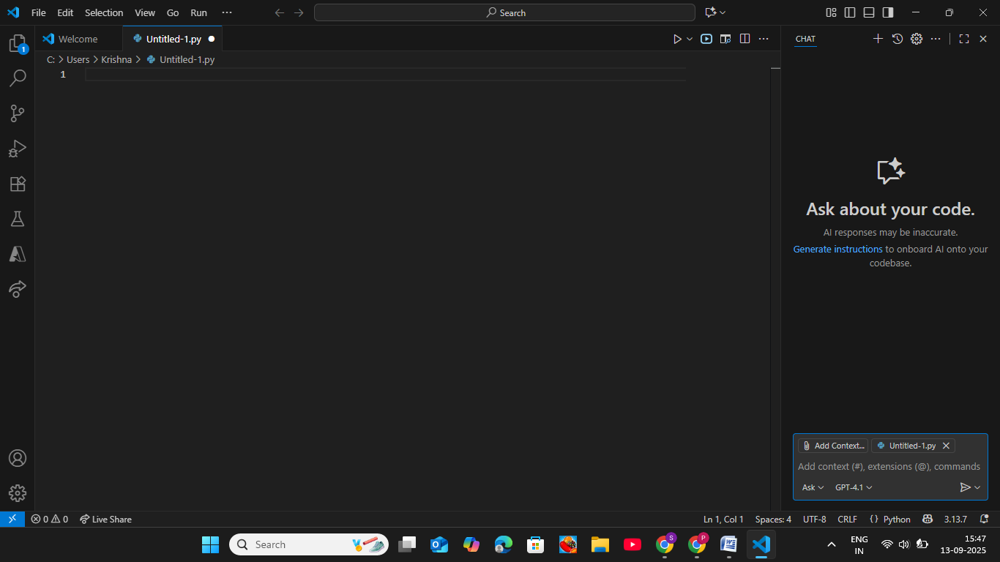 File Edit Selection View Go Run ···
Search
Welcome
Untitled-1.py
CHAT
C: > Users > Krishna > Untitled-1.py
1
1
Ask about your code.
AI responses may be inaccurate.
Generate instructions to onboard AI onto your
codebase.
Add Context... Untitled-1.py
Add context (#), extensions (@), commands
Ask GPT-4.1
0 0 Live Share
Ln 1, Col 1 Spaces: 4 UTF-8 CRLF {} Python 3.13.7
Search
S
P
ENG
IN
15:47
13-09-2025